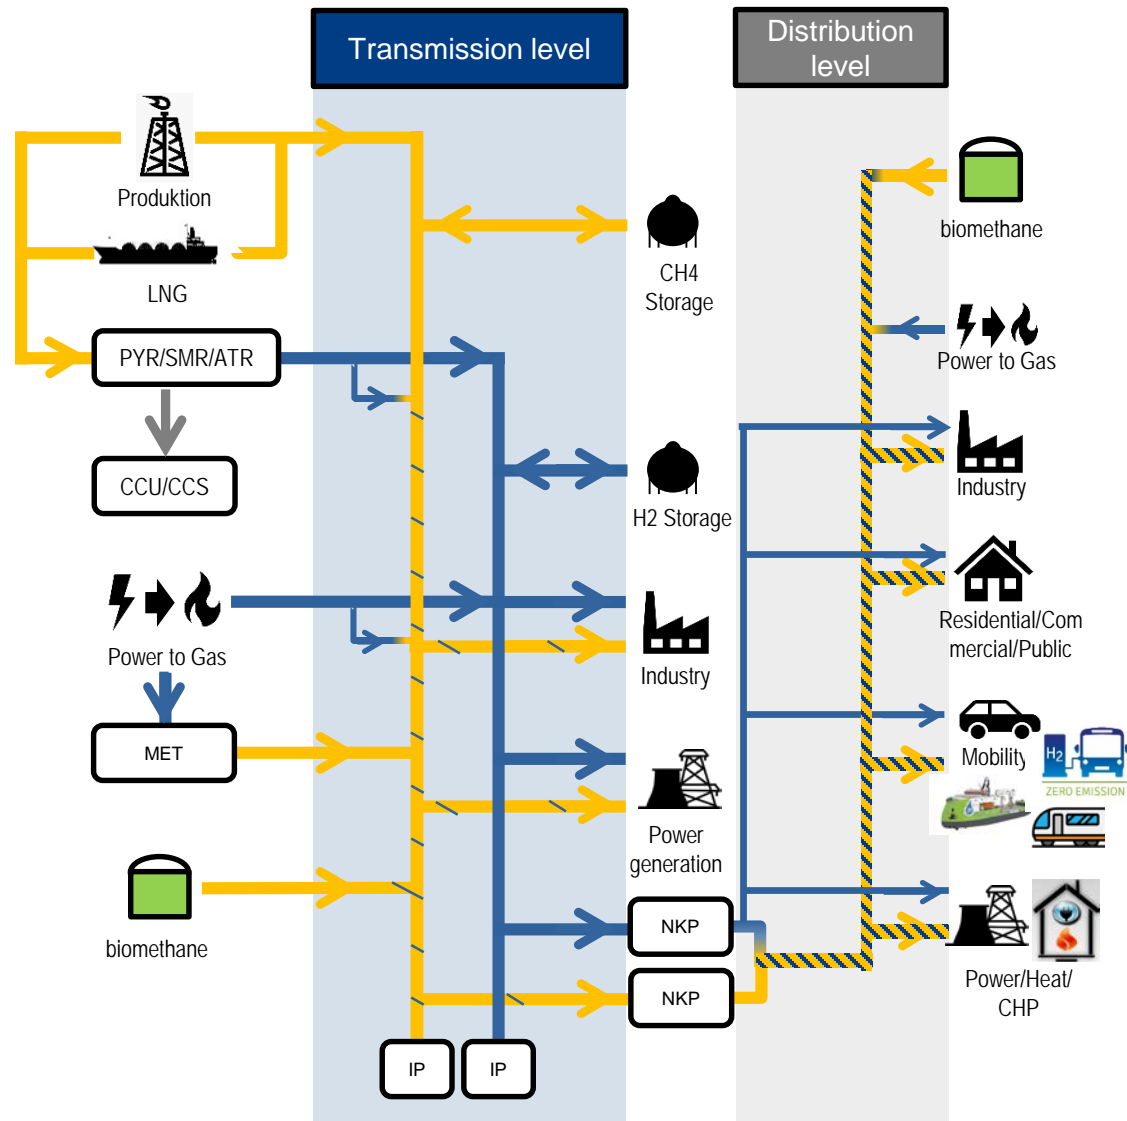 Transmission level
Distribution
level
Produktion
LNG
PYR/SMR/ATR
CCU/CCS
Power to Gas
MET
biomethane
CH4
Storage
H2 Storage
Industry
Power
generation
NKP
NKP
IP
IP
biomethane
Power to Gas
Industry
Residential/Com
mercial/Public
Mobility
H2
ZERO EMISSION
Power/Heat/
CHP